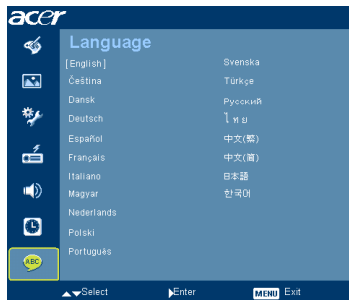 acer
Language
[English]
Čeština
Dansk
Deutsch
Español
Français
Italiano
Magyar
Nederlands
Polski
Português
Svenska
Türkçe
Русский
ไทย
中文(繁)
中文(简)
日本語
한국어
ABC
Select
Enter
MENU Exit